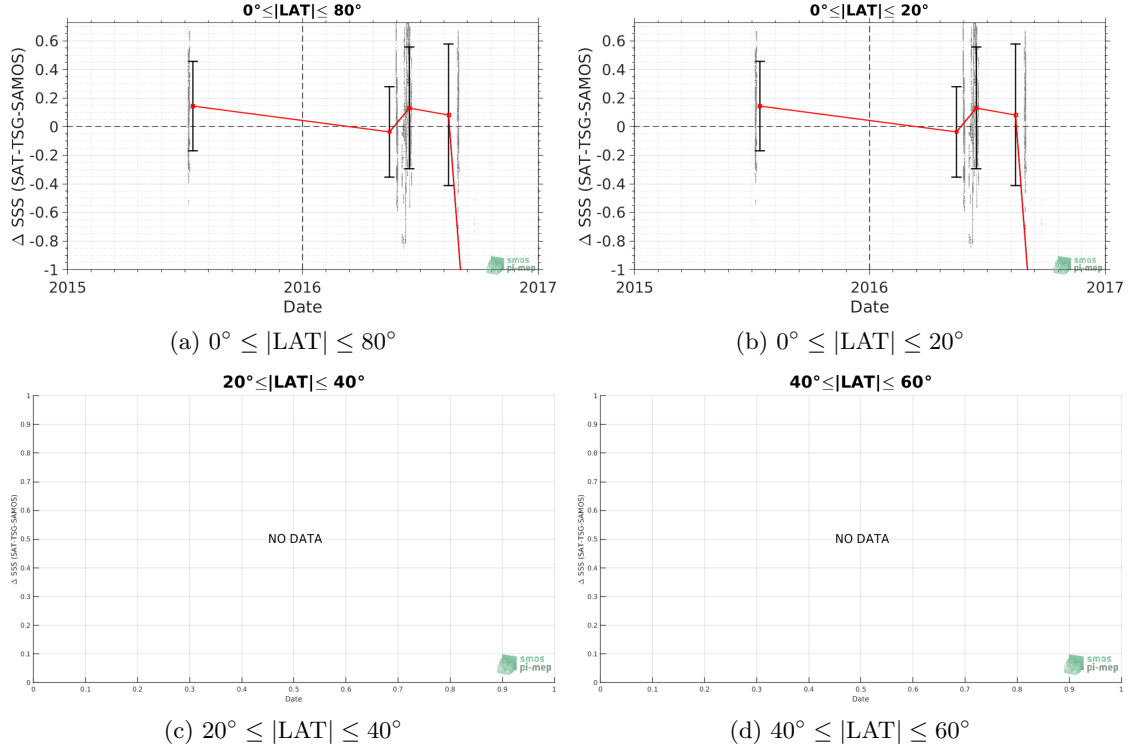 0°≤|LAT|≤ 80°
Δ SSS (SAT-TSG-SAMOS)
0.6
0.4
0.2
0
-0.2
-0.4
-0.6
-0.8
-1
2015
2016
2017
Date
smos
pi-mep
(a) 0° ≤ |LAT| ≤ 80°
0°≤|LAT|≤ 20°
Δ SSS (SAT-TSG-SAMOS)
0.6
0.4
0.2
0
-0.2
-0.4
-0.6
-0.8
-1
2015
2016
2017
Date
smos
pi-mep
(b) 0° ≤ |LAT| ≤ 20°
20°≤|LAT|≤ 40°
Δ SSS (SAT-TSG-SAMOS)
1
0.9
0.8
0.7
0.6
0.5
0.4
0.3
0.2
0.1
0
NO DATA
smos
pi-mep
0 0.1 0.2 0.3 0.4 0.5 0.6 0.7 0.8 0.9 1
Date
(c) 20° ≤ |LAT| ≤ 40°
40°≤|LAT|≤ 60°
Δ SSS (SAT-TSG-SAMOS)
1
0.9
0.8
0.7
0.6
0.5
0.4
0.3
0.2
0.1
0
NO DATA
smos
pi-mep
0 0.1 0.2 0.3 0.4 0.5 0.6 0.7 0.8 0.9 1
Date
(d) 40° ≤ |LAT| ≤ 60°